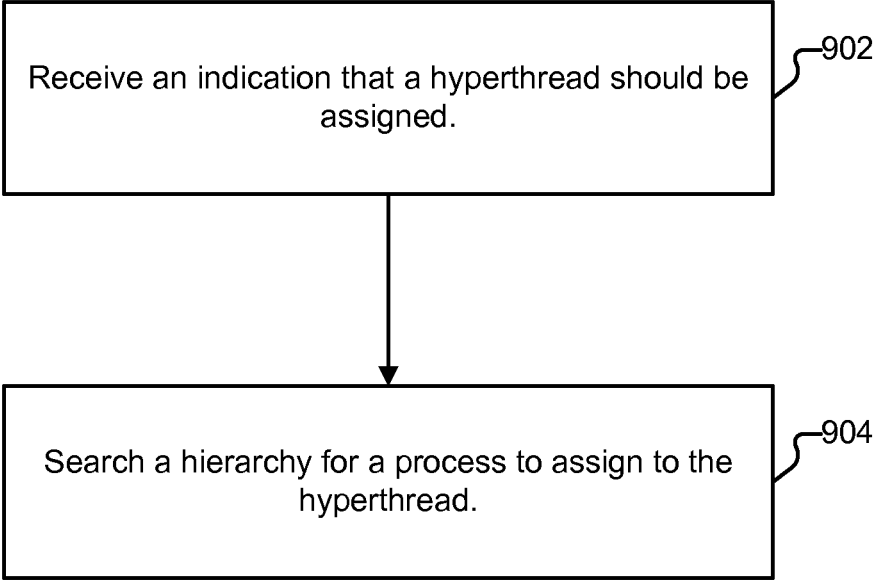 Receive an indication that a hyperthread should be
assigned.
902
Search a hierarchy for a process to assign to the
hyperthread.
904